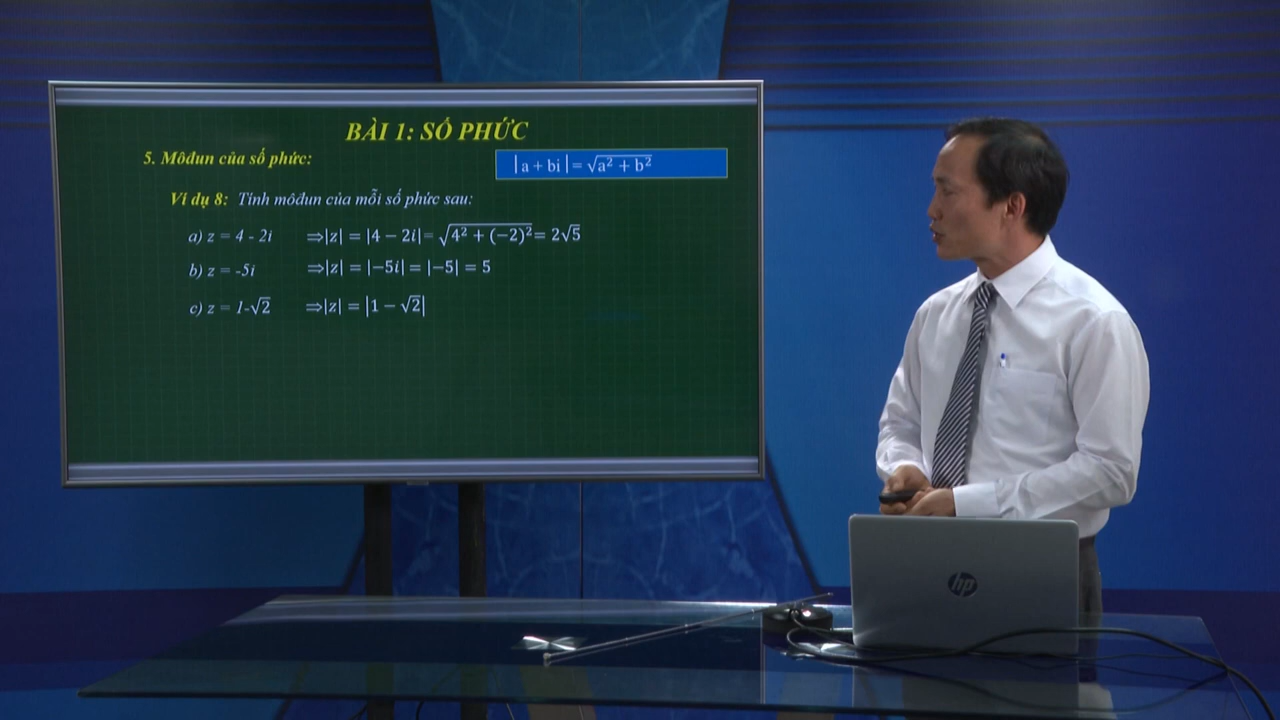 BÀI 1: SỐ PHỨC
5. Môđun của số phức:
|a + bi| = √a² + b²
Ví dụ 8: Tính môđun của mỗi số phức sau:
a) z = 4 - 2i ⇒|z| = |4 − 2i|= √4² + (−2)²= 2√5
b) z = -5i ⇒|z| = |−5i| = |−5| = 5
c) z = 1-√2 ⇒|z| = |1 − √2|
hp